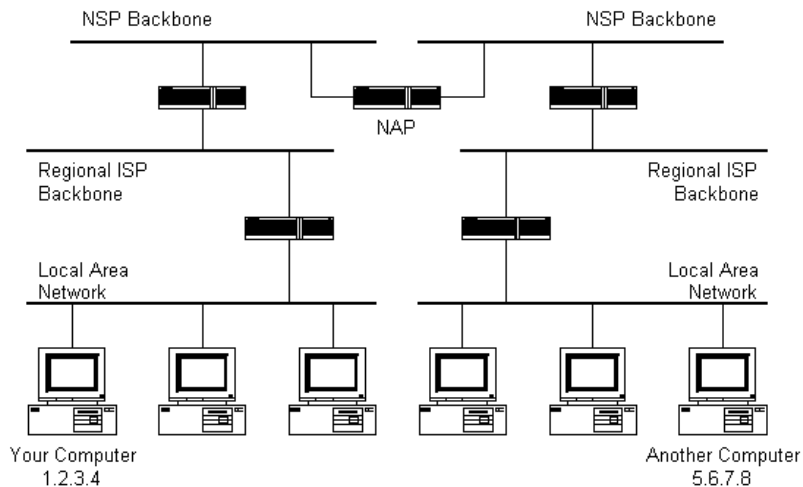 NSP Backbone
NSP Backbone
NAP
Regional ISP
Backbone
Regional ISP
Backbone
Local Area
Network
Local Area
Network
Your Computer
1.2.3.4
Another Computer
5.6.7.8